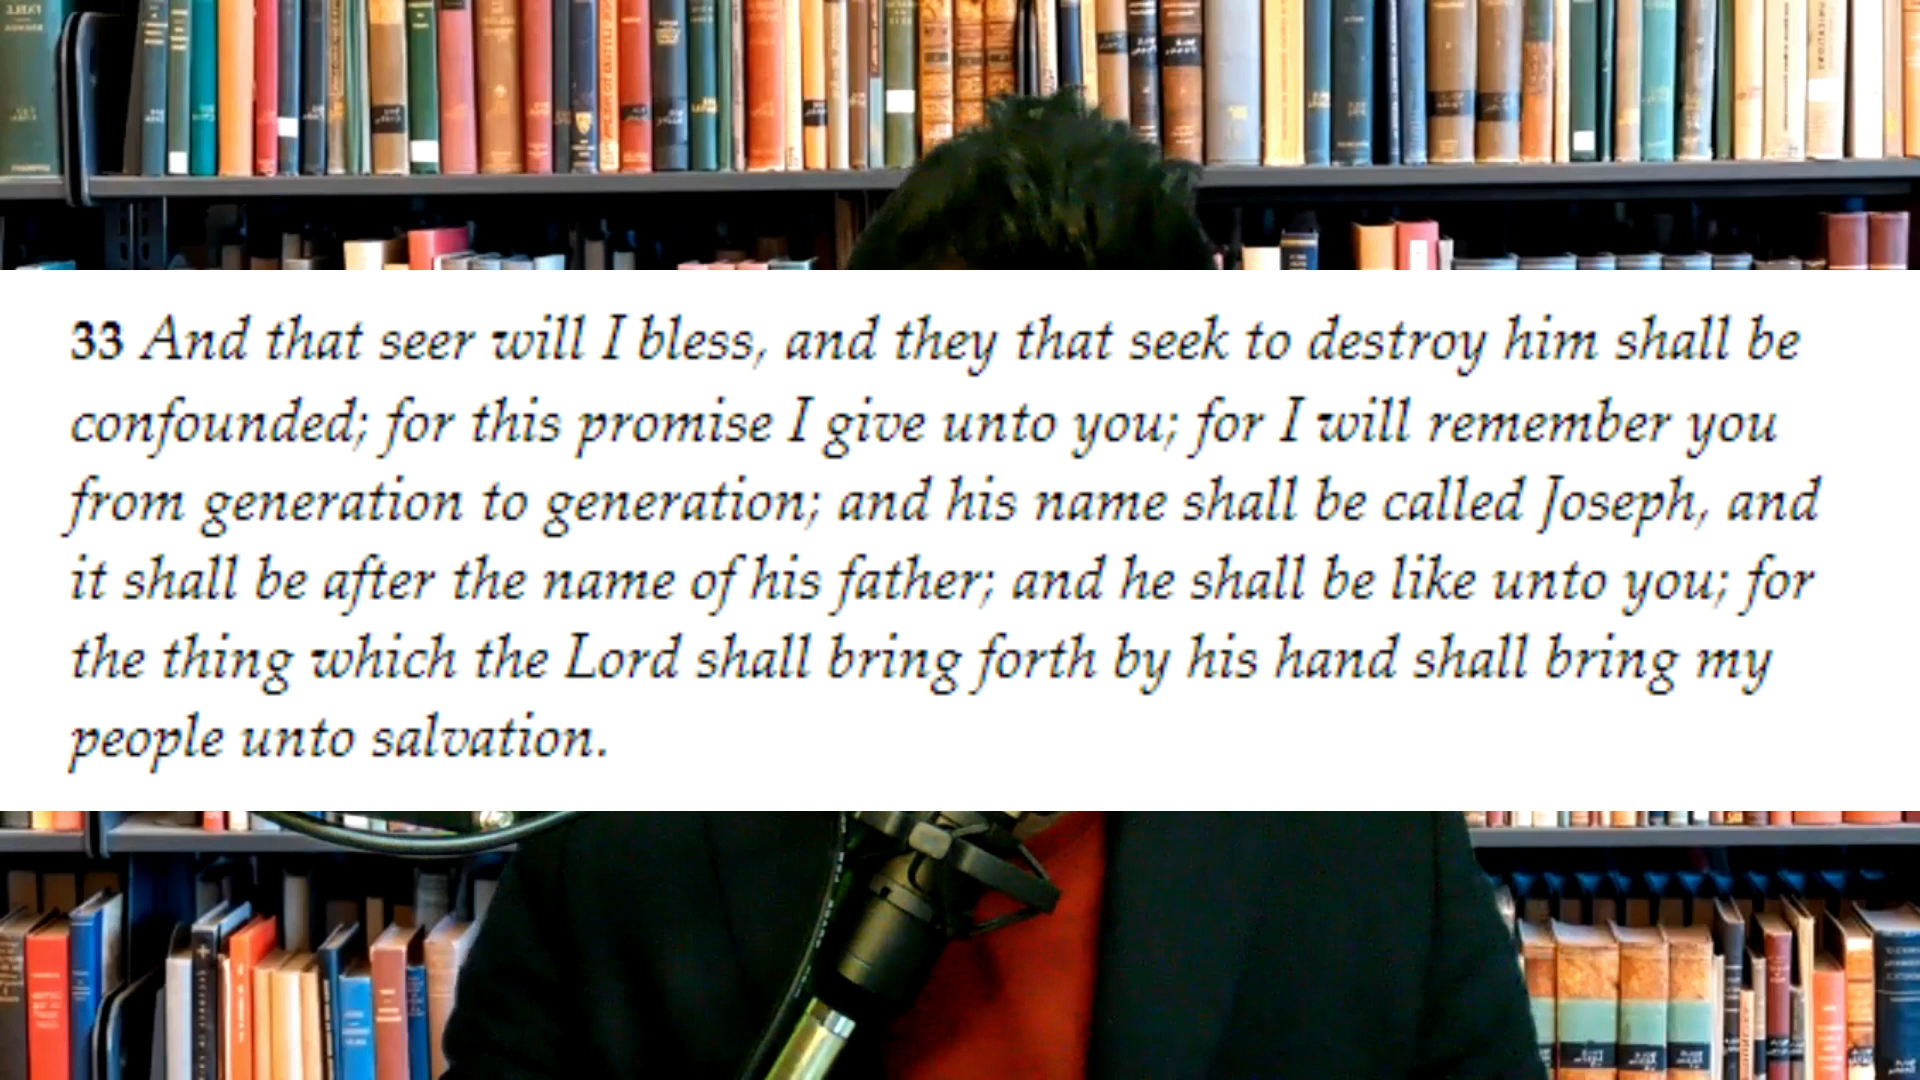 33 And that seer will I bless, and they that seek to destroy him shall be
confounded; for this promise I give unto you; for I will remember you
from generation to generation; and his name shall be called Joseph, and
it shall be after the name of his father; and he shall be like unto you; for
the thing which the Lord shall bring forth by his hand shall bring my
people unto salvation.